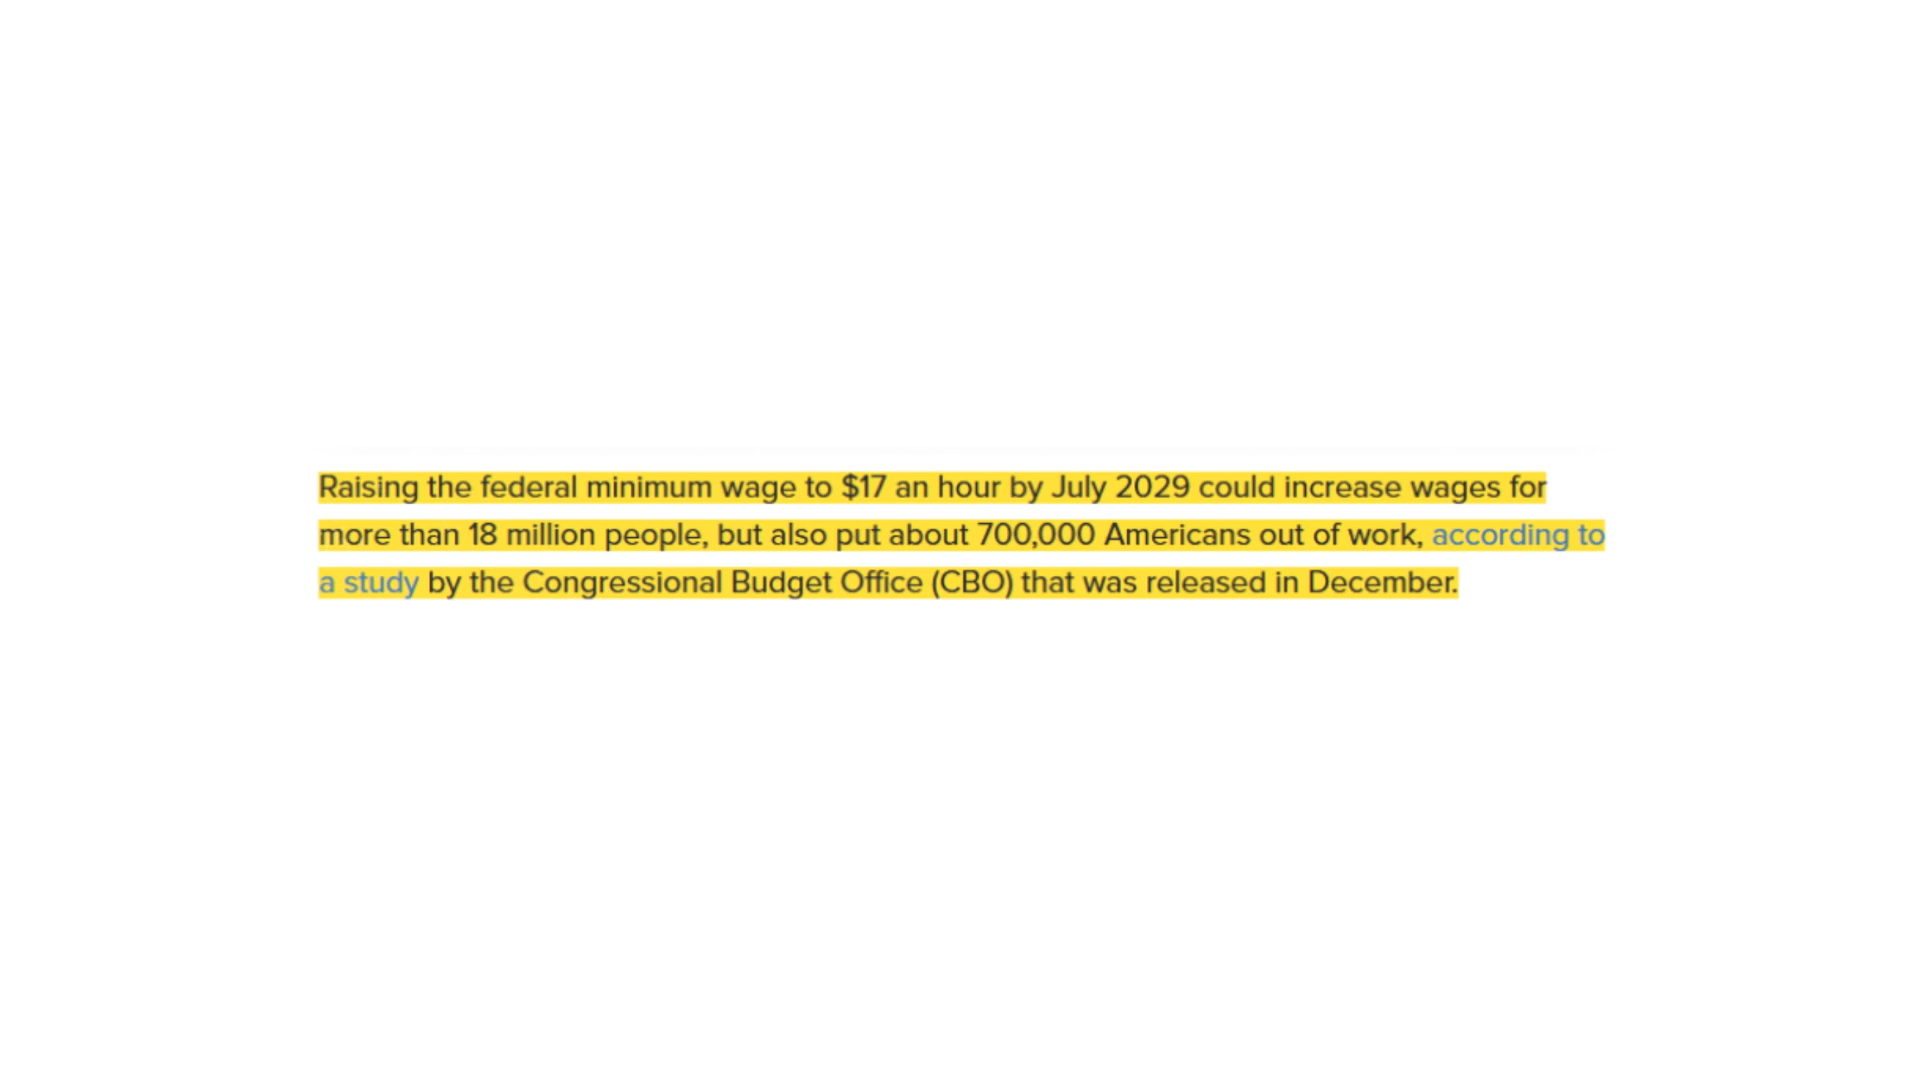 Raising the federal minimum wage to $17 an hour by July 2029 could increase wages for
more than 18 million people, but also put about 700,000 Americans out of work, according to
a study by the Congressional Budget Office (CBO) that was released in December.